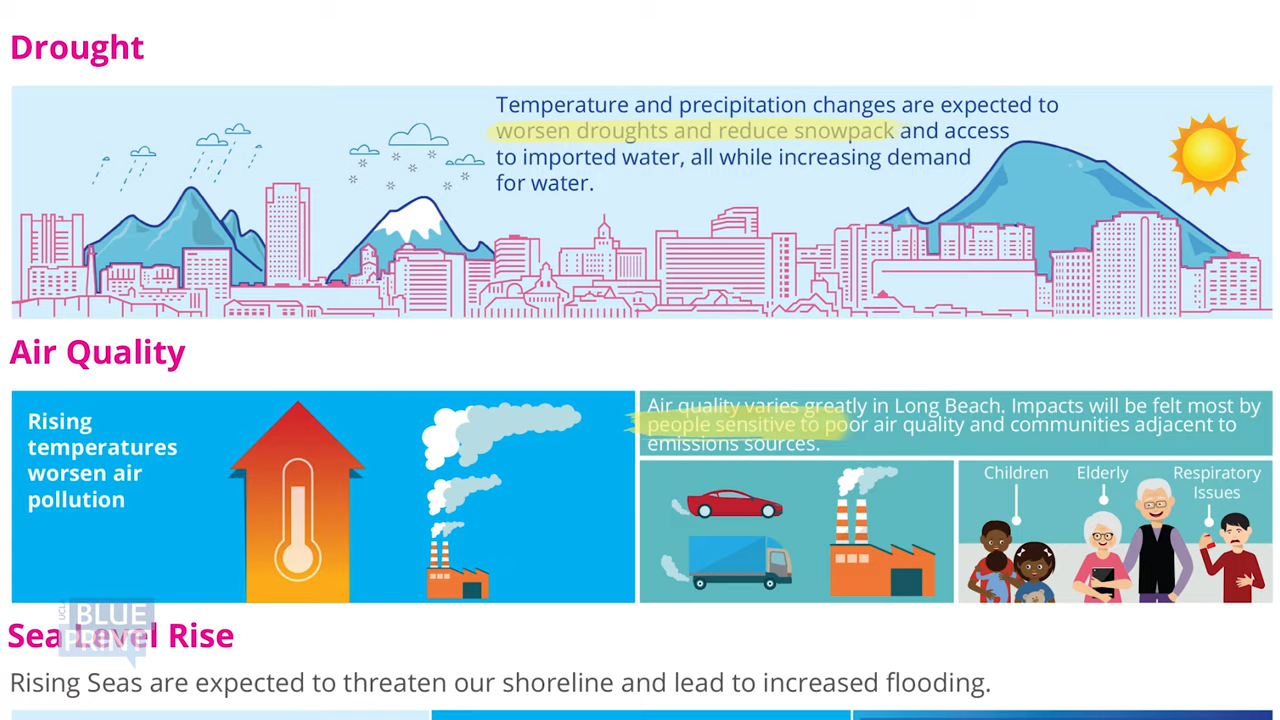 Drought
Temperature and precipitation changes are expected to
worsen droughts and reduce snowpack and access
to imported water, all while increasing demand
for water.
Air Quality
Rising
temperatures
worsen air
pollution
Air quality varies greatly in Long Beach. Impacts will be felt most by
people sensitive to poor air quality and communities adjacent to
emissions sources.
Children
Elderly
Respiratory
Issues
UCLA
BLUE
PRINT
Sea Level Rise
Rising Seas are expected to threaten our shoreline and lead to increased flooding.